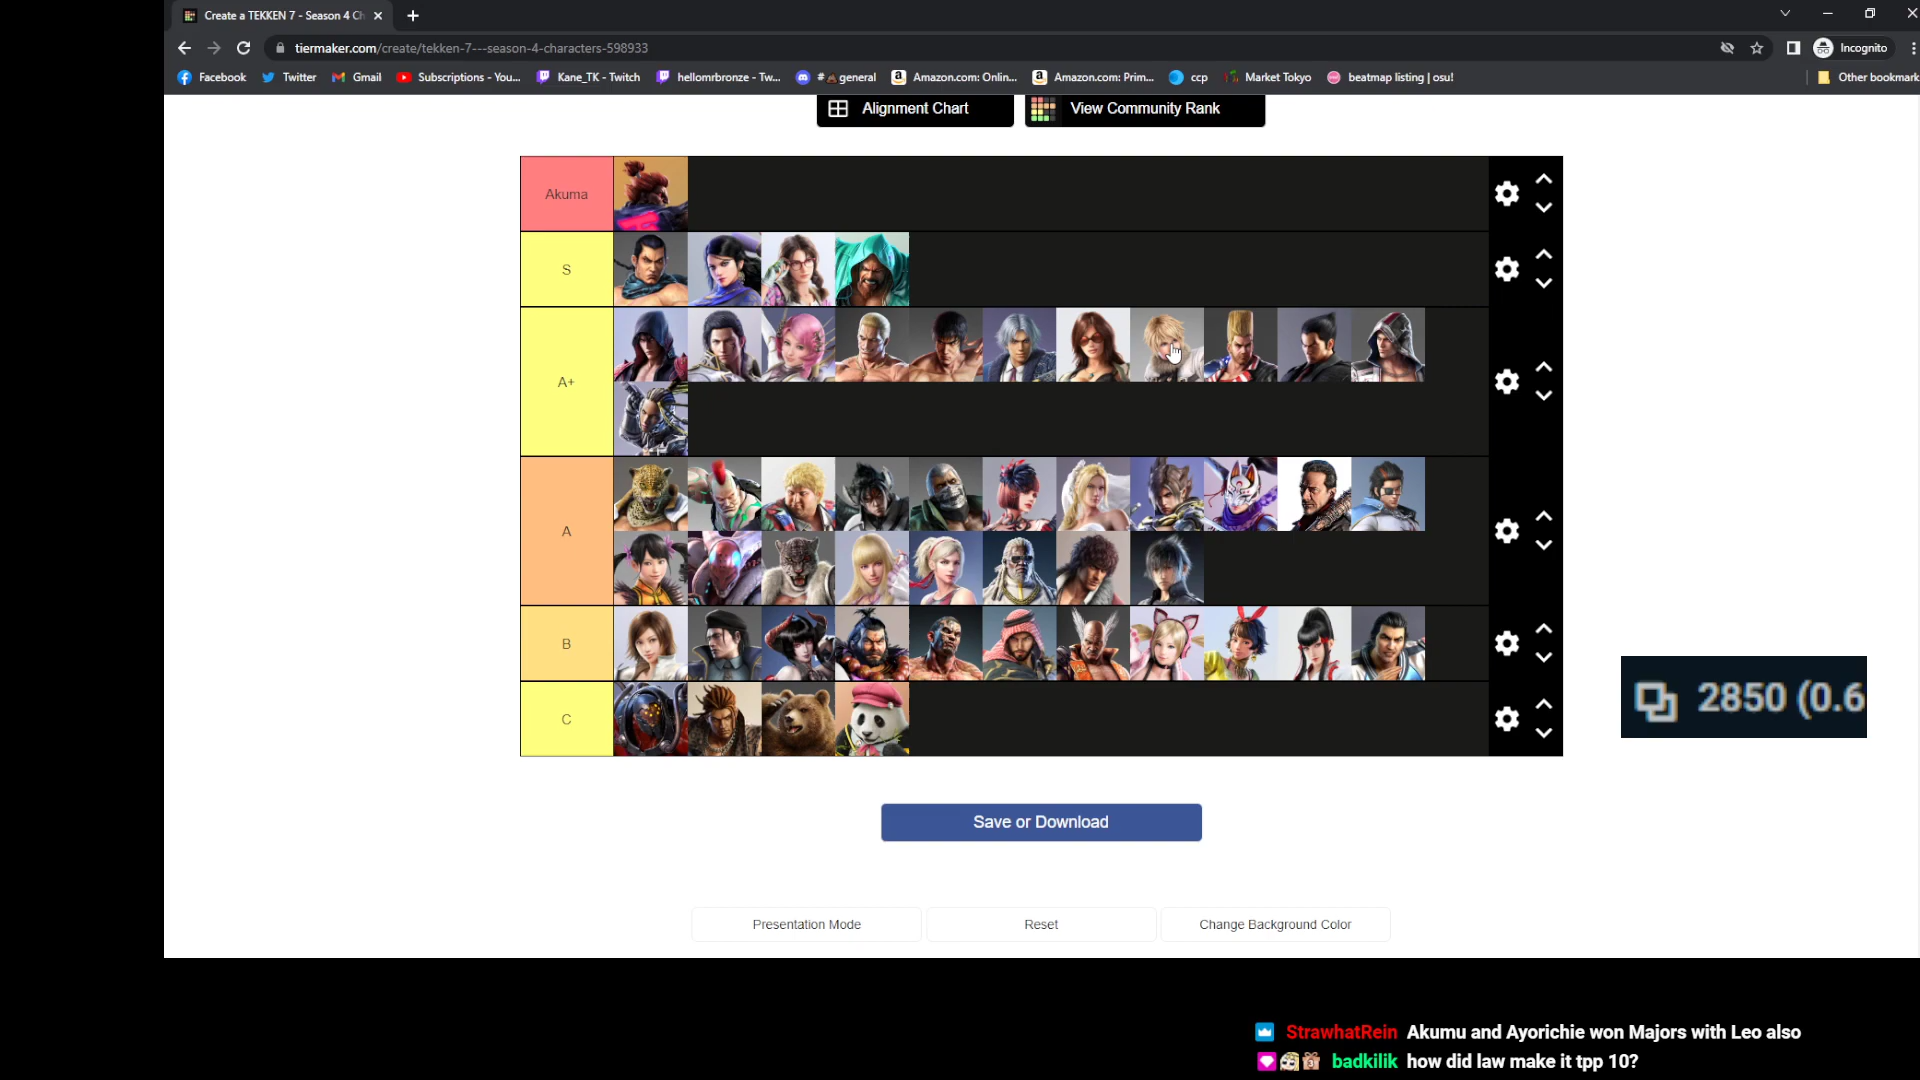 Create a TEKKEN 7 - Season 4 Ch
tiermaker.com/create/tekken-7---season-4-characters-598933
Incognito
Facebook
Twitter
Gmail
Subscriptions - You...
Kane_TK - Twitch
hellomrbronze - Tw...
#💩general
Amazon.com: Onlin...
Amazon.com: Prim...
ccp
Market Tokyo
beatmap listing | osu!
Other bookmark
Alignment Chart
View Community Rank
Akuma
S
A+
A
B
C
2850 (0.6
Save or Download
Presentation Mode
Reset
Change Background Color
StrawhatRein Akumu and Ayorichie won Majors with Leo also
badkilik how did law make it tpp 10?